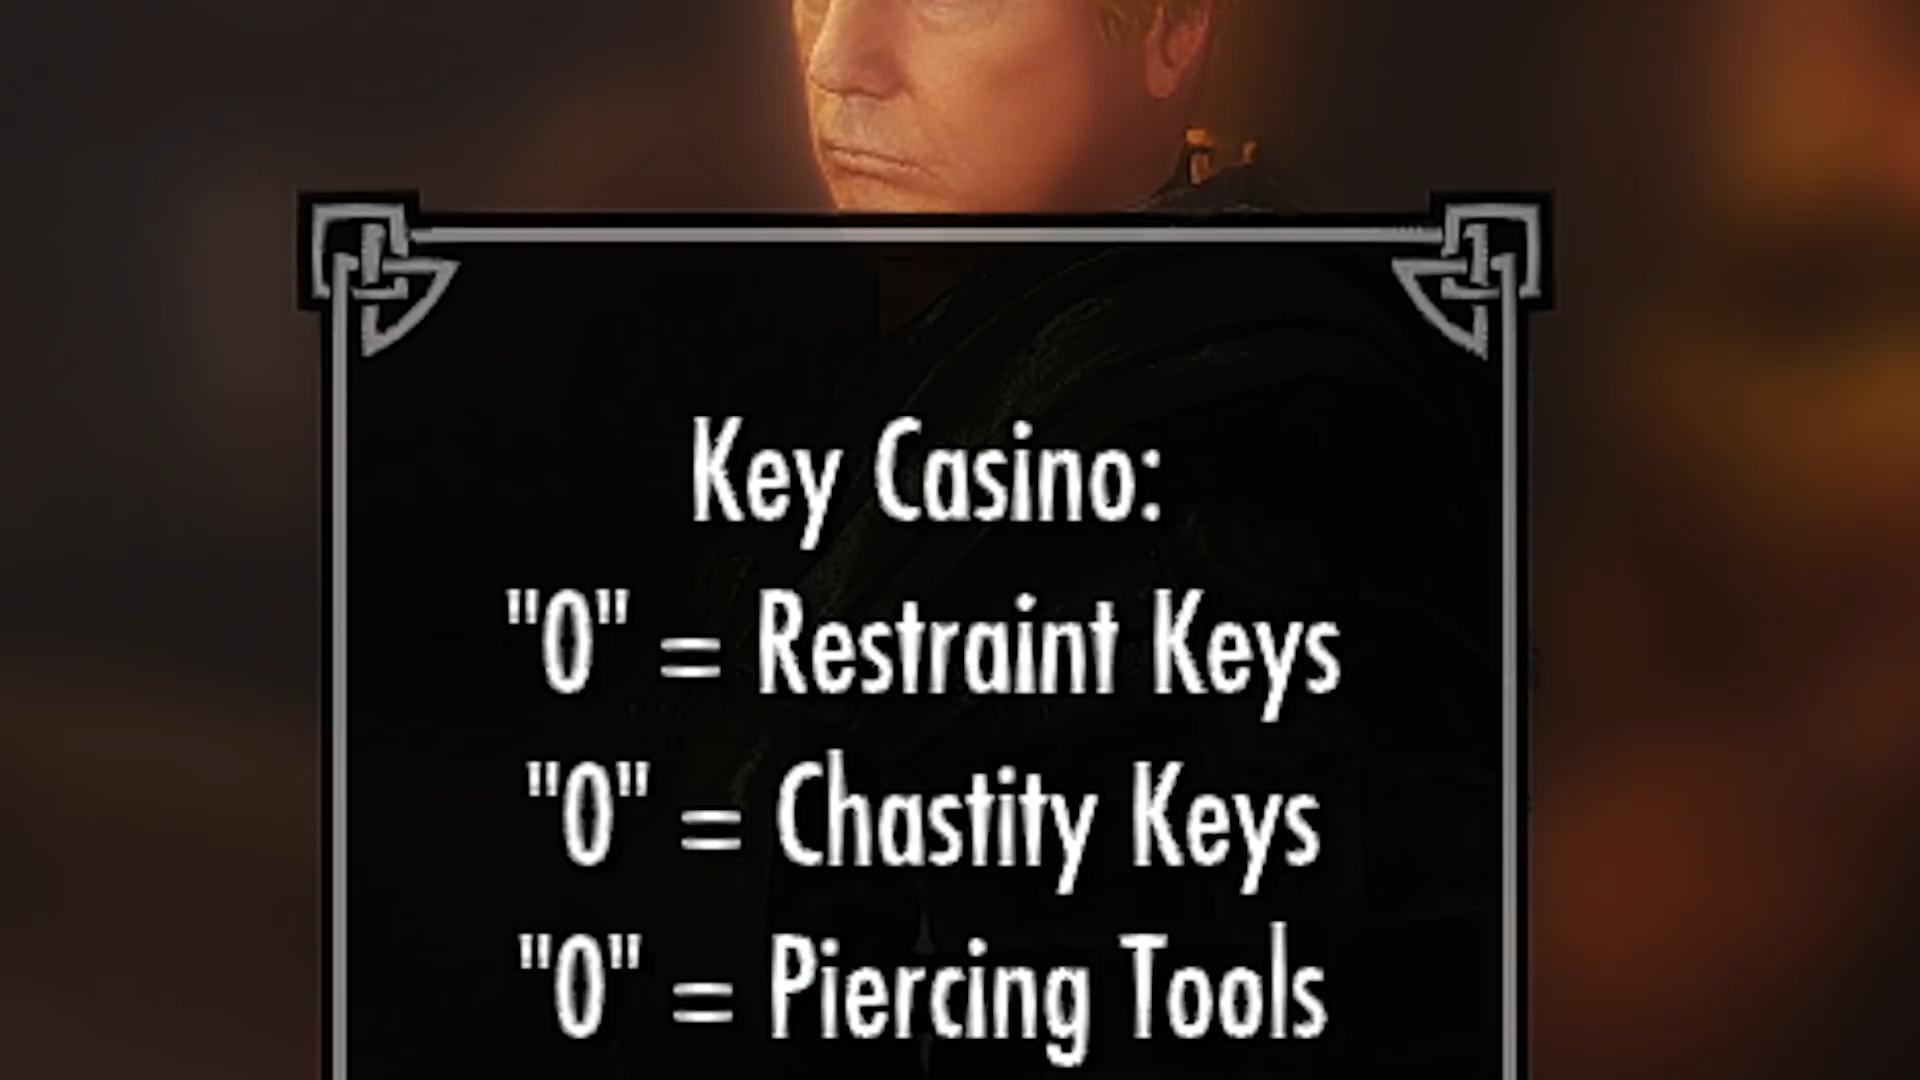 Key Casino:
"0" = Restraint Keys
"0" = Chastity Keys
"0" = Piercing Tools